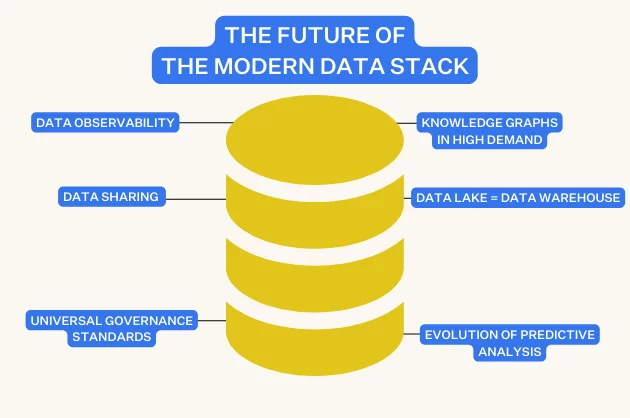 THE FUTURE OF
THE MODERN DATA STACK
DATA OBSERVABILITY
KNOWLEDGE GRAPHS
IN HIGH DEMAND
DATA SHARING
DATA LAKE = DATA WAREHOUSE
UNIVERSAL GOVERNANCE
STANDARDS
EVOLUTION OF PREDICTIVE
ANALYSIS